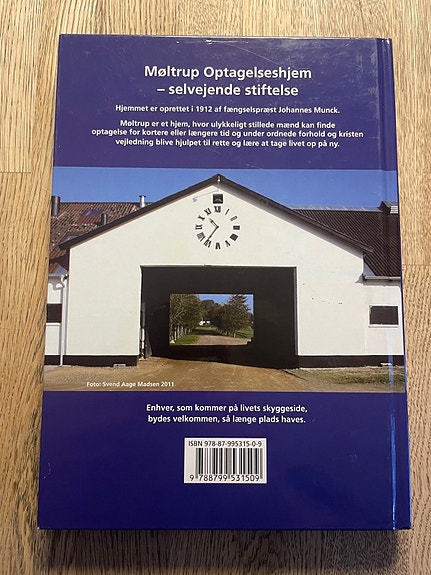 Møltrup Optagelseshjem
– selvejende stiftelse
Hjemmet er oprettet i 1912 af fængselspræst Johannes Munck.
Møltrup er et hjem, hvor ulykkeligt stillede mænd kan finde
optagelse for kortere eller længere tid og under ordnede forhold og kristen
vejledning blive hjulpet til rette og lære at tage livet op på ny.
Foto: Svend Aage Madsen 2011
Enhver, som kommer på livets skyggeside,
bydes velkommen, så længe plads haves.
ISBN 978-87-995315-0-9
9 788799 531509